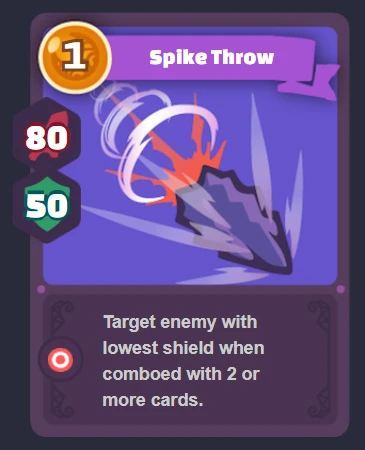 1
Spike Throw
80
50
Target enemy with
lowest shield when
comboed with 2 or
more cards.